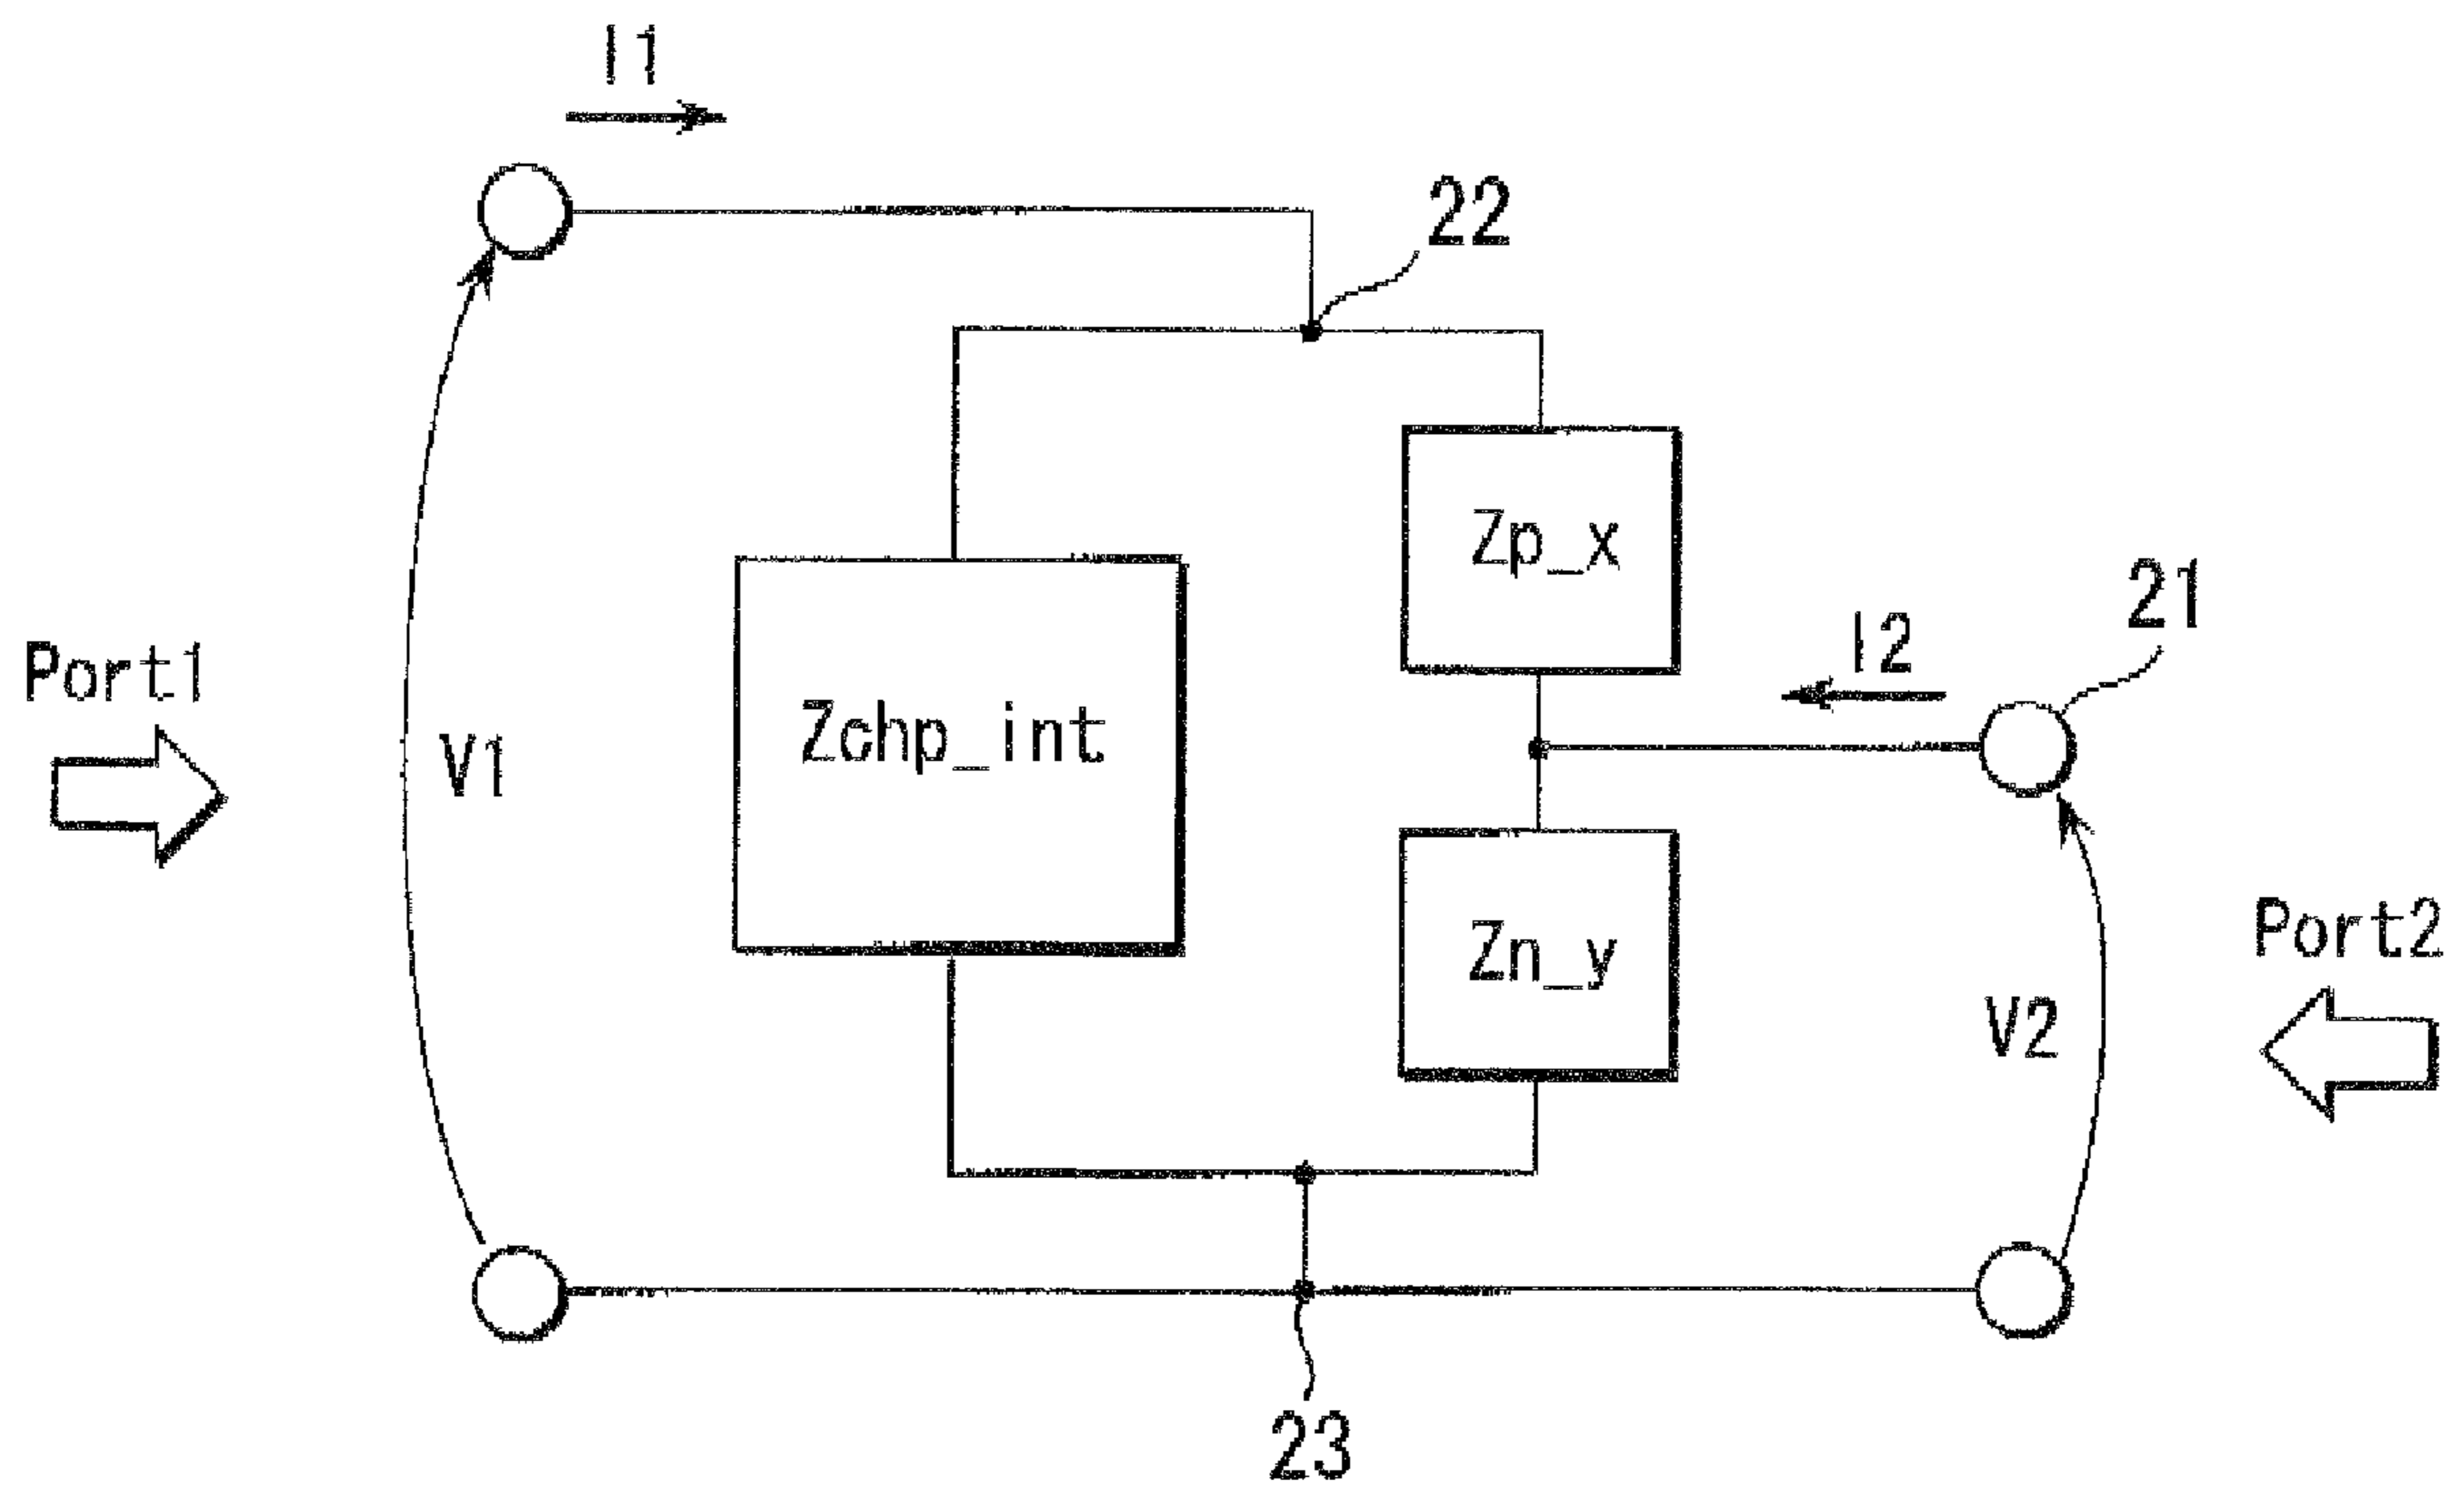 I1
22
Zp_x
21
I2
Port1
Zchp_int
V1
Port2
Zn_y
V2
23